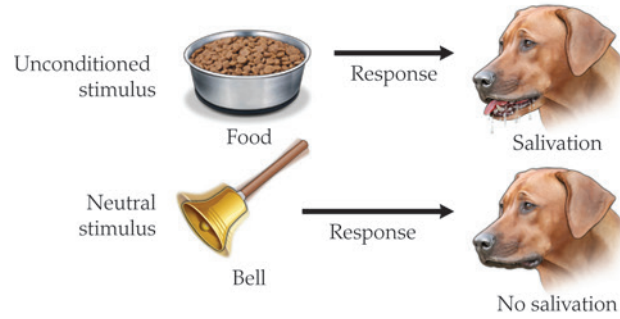 Unconditioned
stimulus
Response
Food
Salivation
Neutral
stimulus
Response
Bell
No salivation